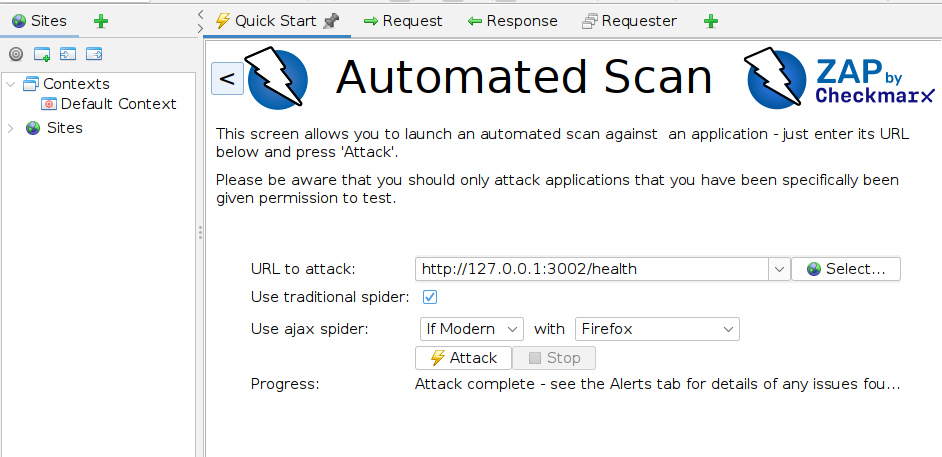 Sites
Quick Start
Request
Response
Requester
Contexts
Default Context
Sites
<
Automated Scan
ZAP by
Checkmarx
This screen allows you to launch an automated scan against  an application - just enter its URL
below and press 'Attack'.
Please be aware that you should only attack applications that you have been specifically been
given permission to test.
URL to attack:
http://127.0.0.1:3002/health
Select...
Use traditional spider:
Use ajax spider:
If Modern
with
Firefox
Attack
Stop
Progress:
Attack complete - see the Alerts tab for details of any issues fou...